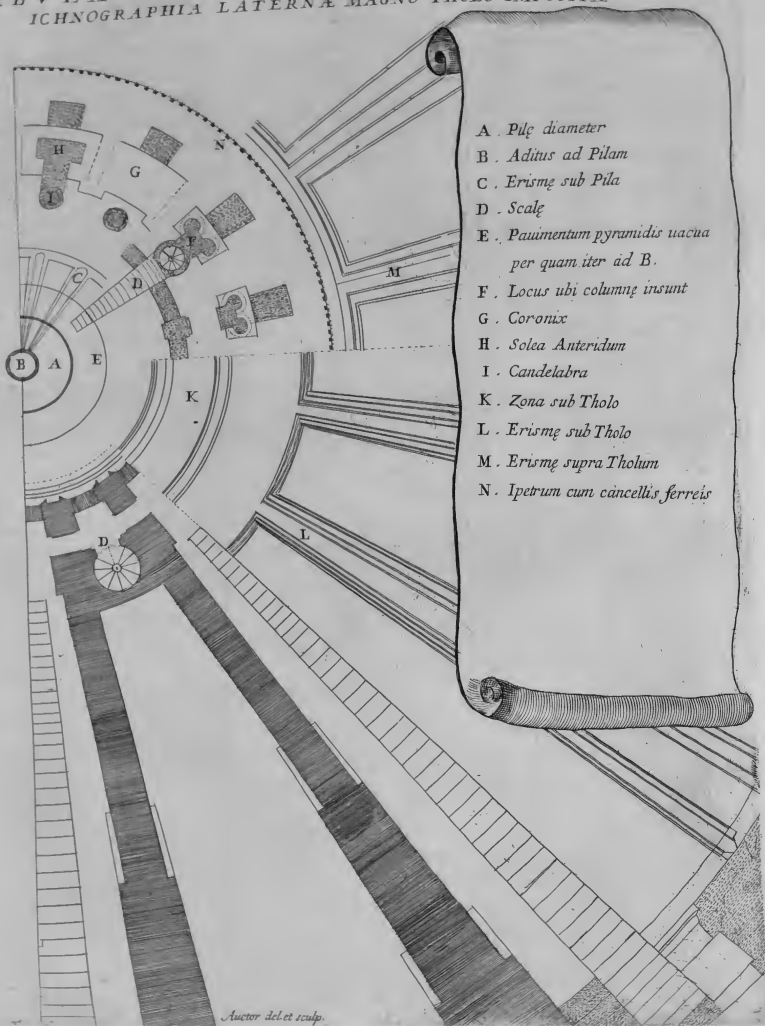 ICHNOGRAPHIA LATERNÆ MAGNO THOLO
A . Pilę diameter
B . Aditus ad Pilam
C . Erismę sub Pila
D . Scalę
E . Pauimentum pyramidis uacua
per quam iter ad B.
F . Locus ubi columnę insunt
G . Coronix
H . Solea Anteridum
I . Candelabra
K . Zona sub Tholo
L . Erismę sub Tholo
M . Erismę supra Tholum
N . Ipetrum cum cancellis ferreis
N
H
G
I
F
C
D
M
B
A
E
K
D
L
Auctor del. et sculp.